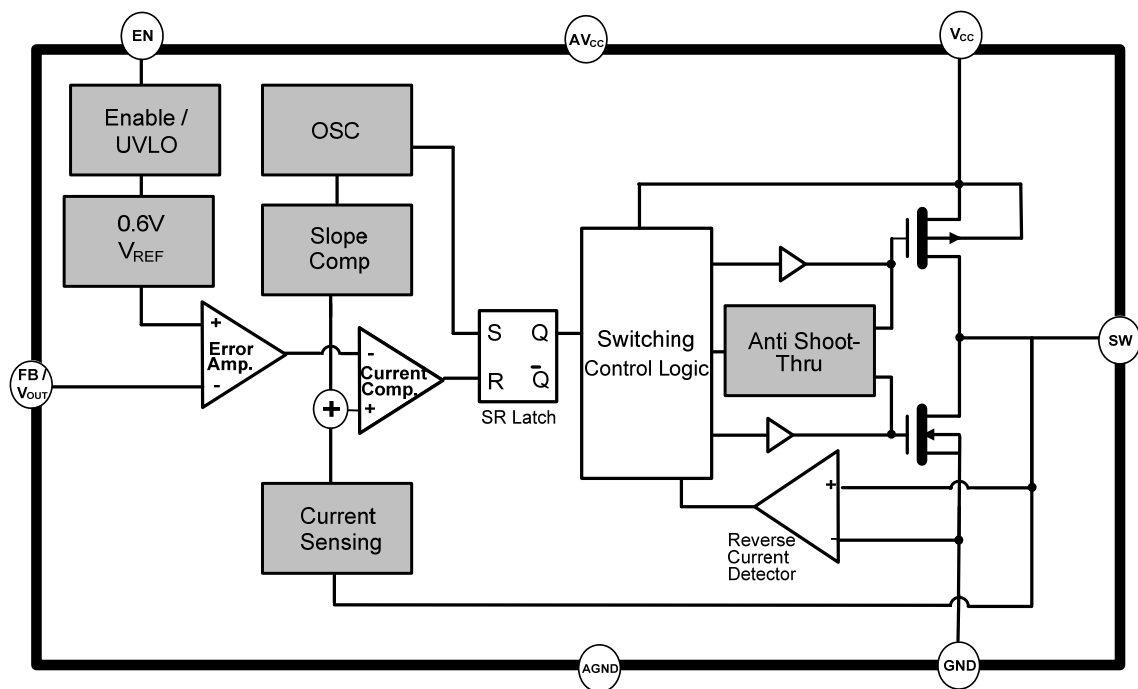 EN
AVCC
VCC
Enable /
UVLO
OSC
0.6V
VREF
Slope
Comp
+
Error
Amp.
-
-
Current
Comp.
+
+
S Q
R Q̄
SR Latch
Switching
Control Logic
Anti Shoot-
Thru
SW
FB /
VOUT
Current
Sensing
+
-
Reverse
Current
Detector
AGND
GND